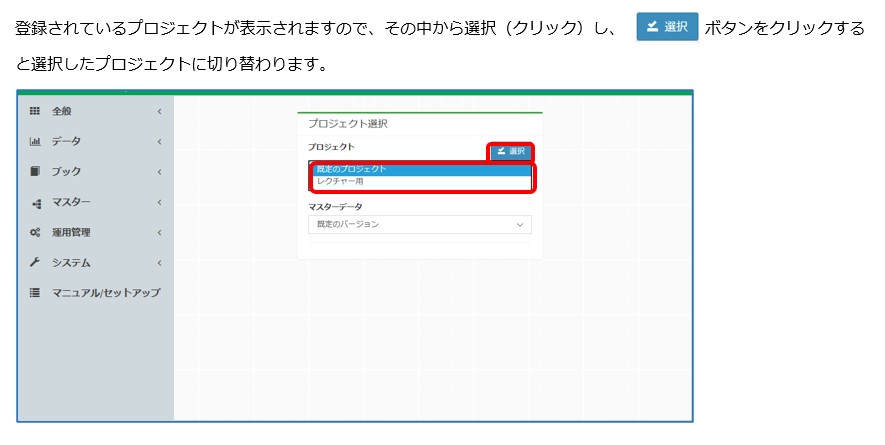 登録されているプロジェクトが表示されますので、その中から選択（クリック）し、 選択 ボタンをクリックする
と選択したプロジェクトに切り替わります。
全般
データ
ブック
マスター
運用管理
システム
マニュアル/セットアップ
プロジェクト選択
プロジェクト
選択
既定のプロジェクト
レクチャー用
マスターデータ
既定のバージョン